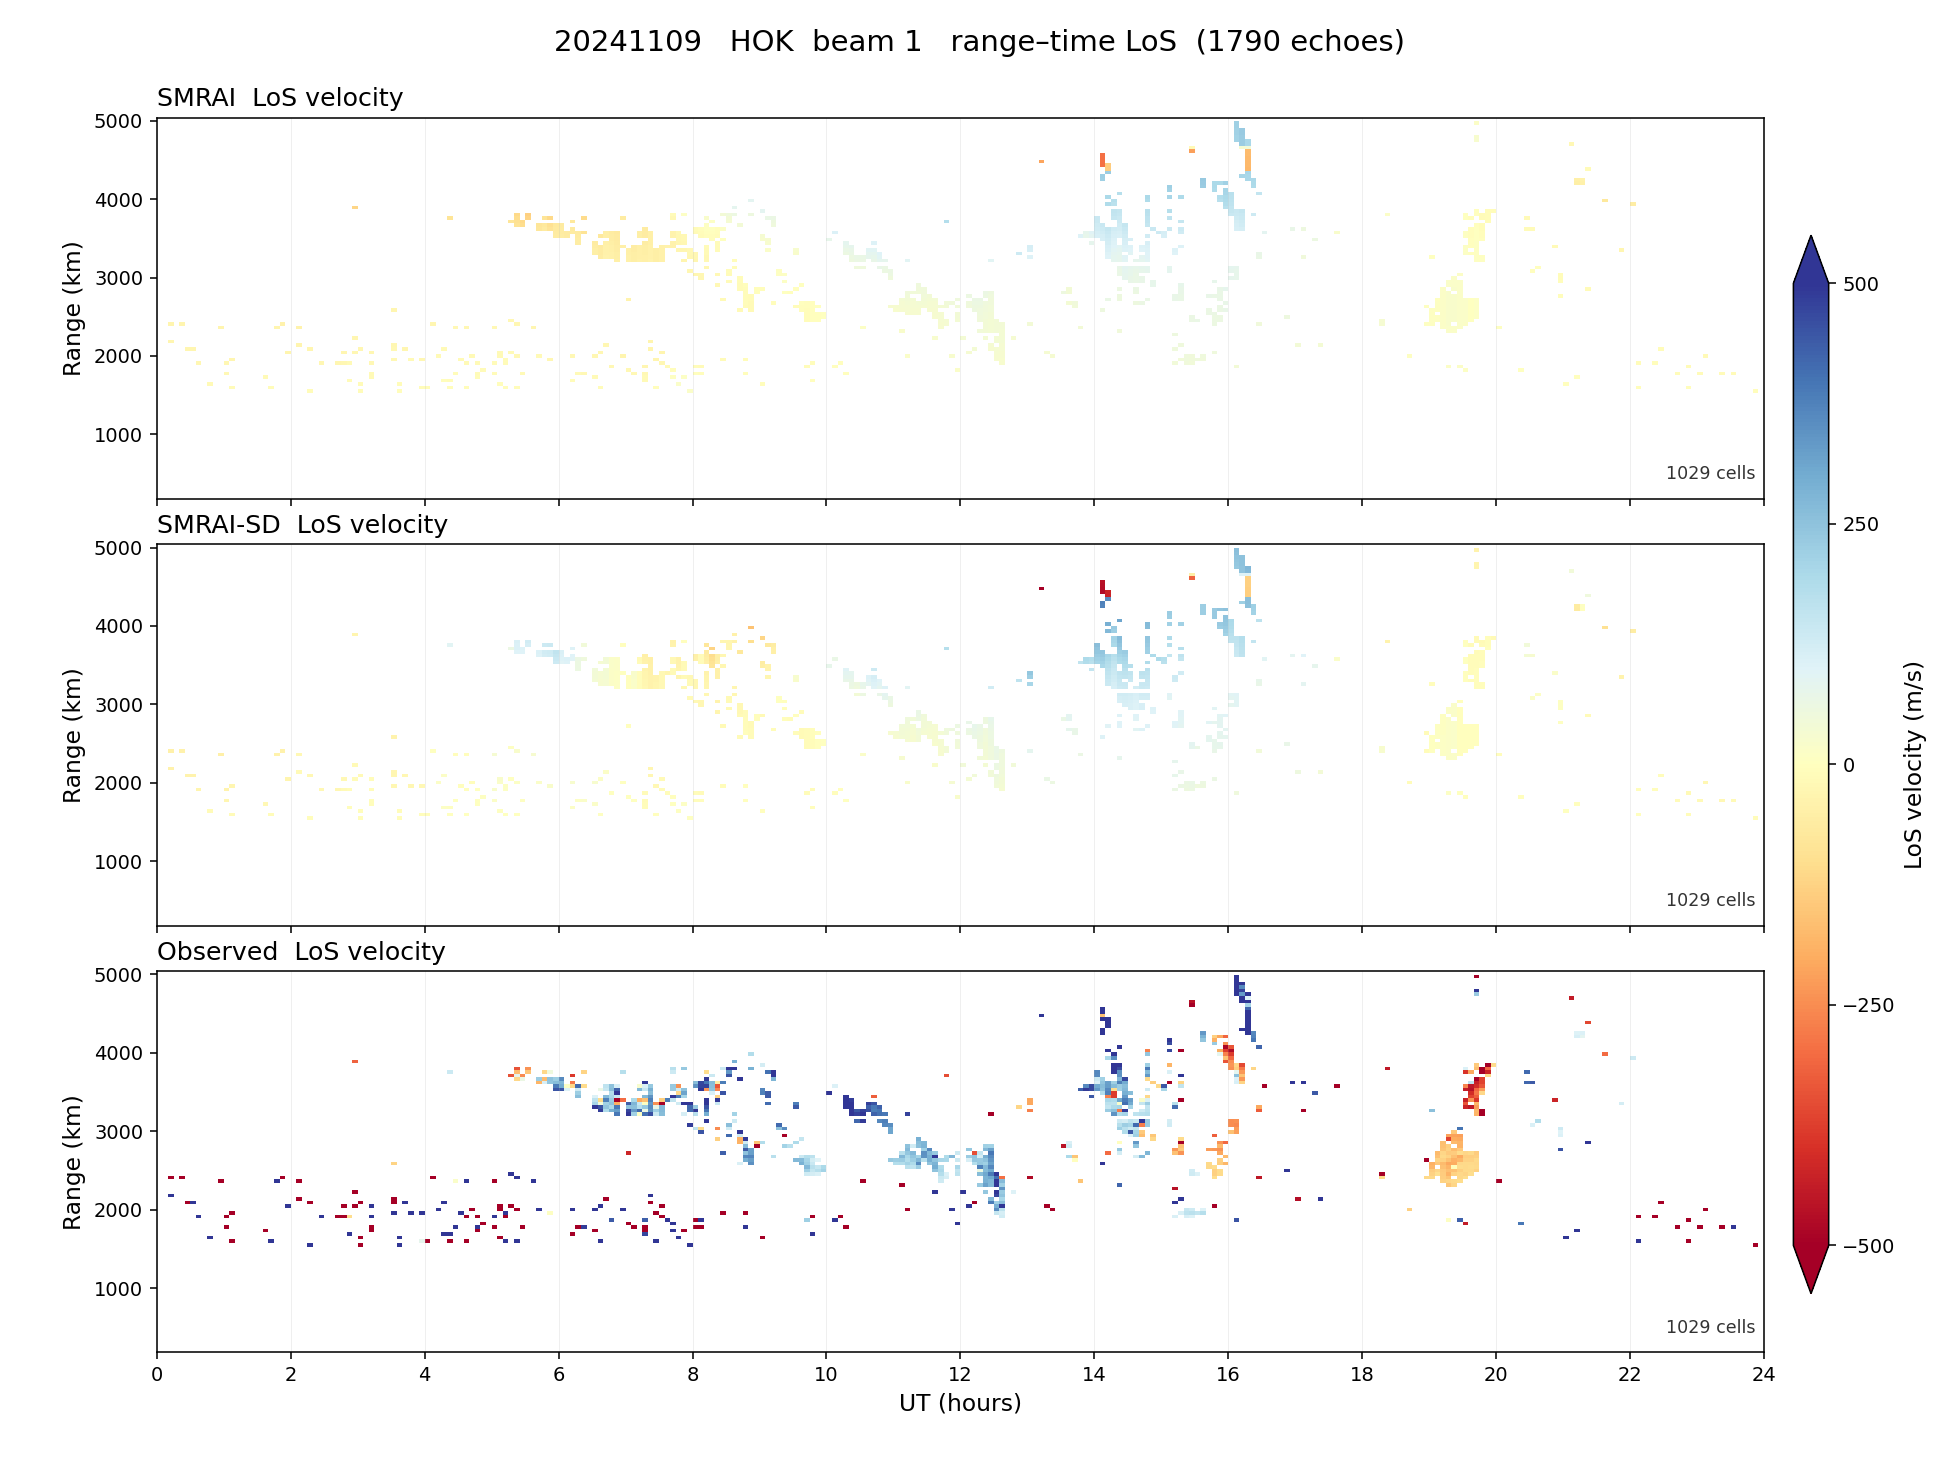 20241109   HOK  beam 1   range–time LoS  (1790 echoes)
SMRAI  LoS velocity
5000
4000
3000
2000
1000
Range (km)
1029 cells
SMRAI-SD  LoS velocity
5000
4000
3000
2000
1000
Range (km)
1029 cells
Observed  LoS velocity
5000
4000
3000
2000
1000
Range (km)
1029 cells
0 2 4 6 8 10 12 14 16 18 20 22 24
UT (hours)
500
250
0
−250
−500
LoS velocity (m/s)